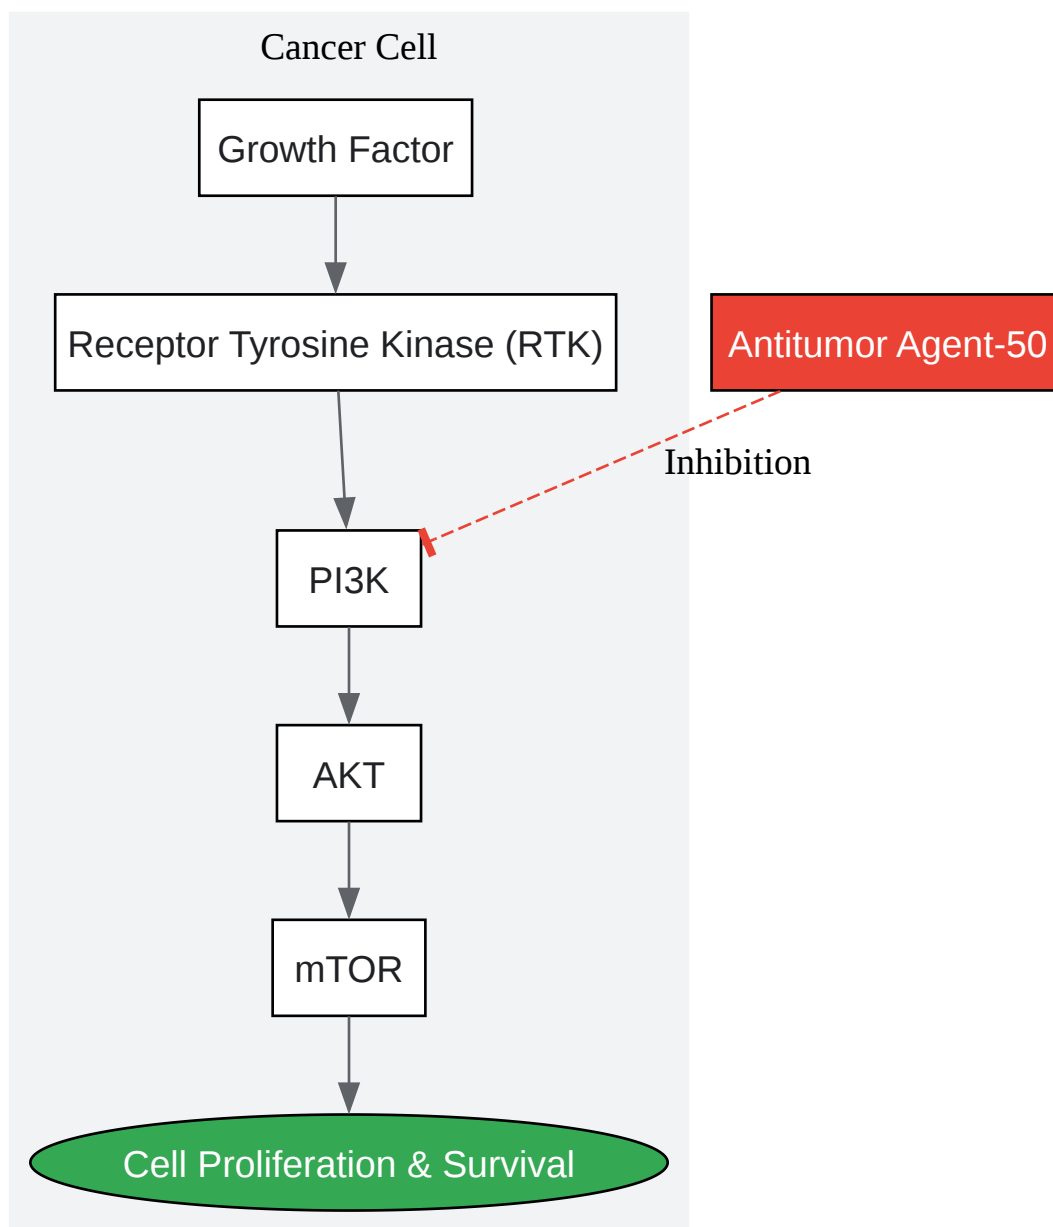 Cancer Cell
Growth Factor
Receptor Tyrosine Kinase (RTK)
Antitumor Agent-50
Inhibition
PI3K
AKT
mTOR
Cell Proliferation & Survival